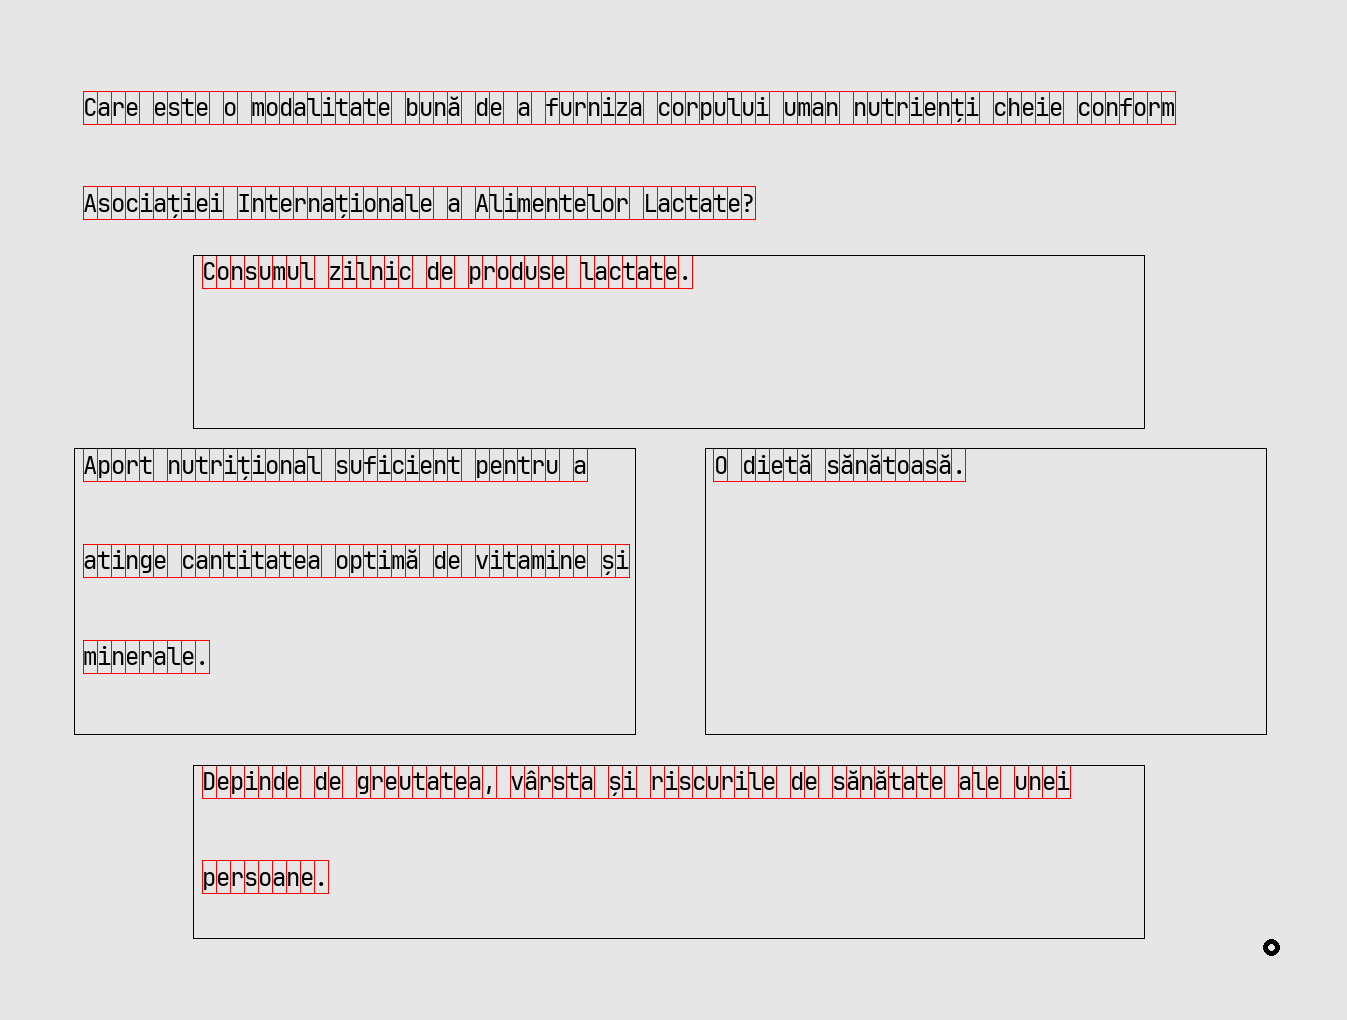 Care este o modalitate bună de a furniza corpului uman nutrienți cheie conform
Asociației Internaționale a Alimentelor Lactate?
Consumul zilnic de produse lactate.
Aport nutrițional suficient pentru a
atinge cantitatea optimă de vitamine și
minerale.
O dietă sănătoasă.
Depinde de greutatea, vârsta și riscurile de sănătate ale unei
persoane.